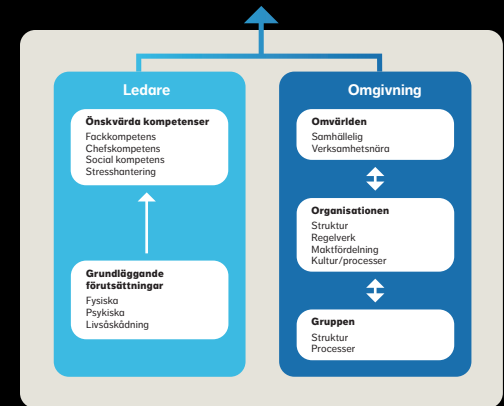 Ledare
Önskvärda kompetenser
Fackkompetens
Chefskompetens
Social kompetens
Stresshantering
Grundläggande
förutsättningar
Fysiska
Psykiska
Livsåskådning
Omgivning
Omvärlden
Samhällelig
Verksamhetsnära
Organisationen
Struktur
Regelverk
Maktfördelning
Kultur/processer
Gruppen
Struktur
Processer